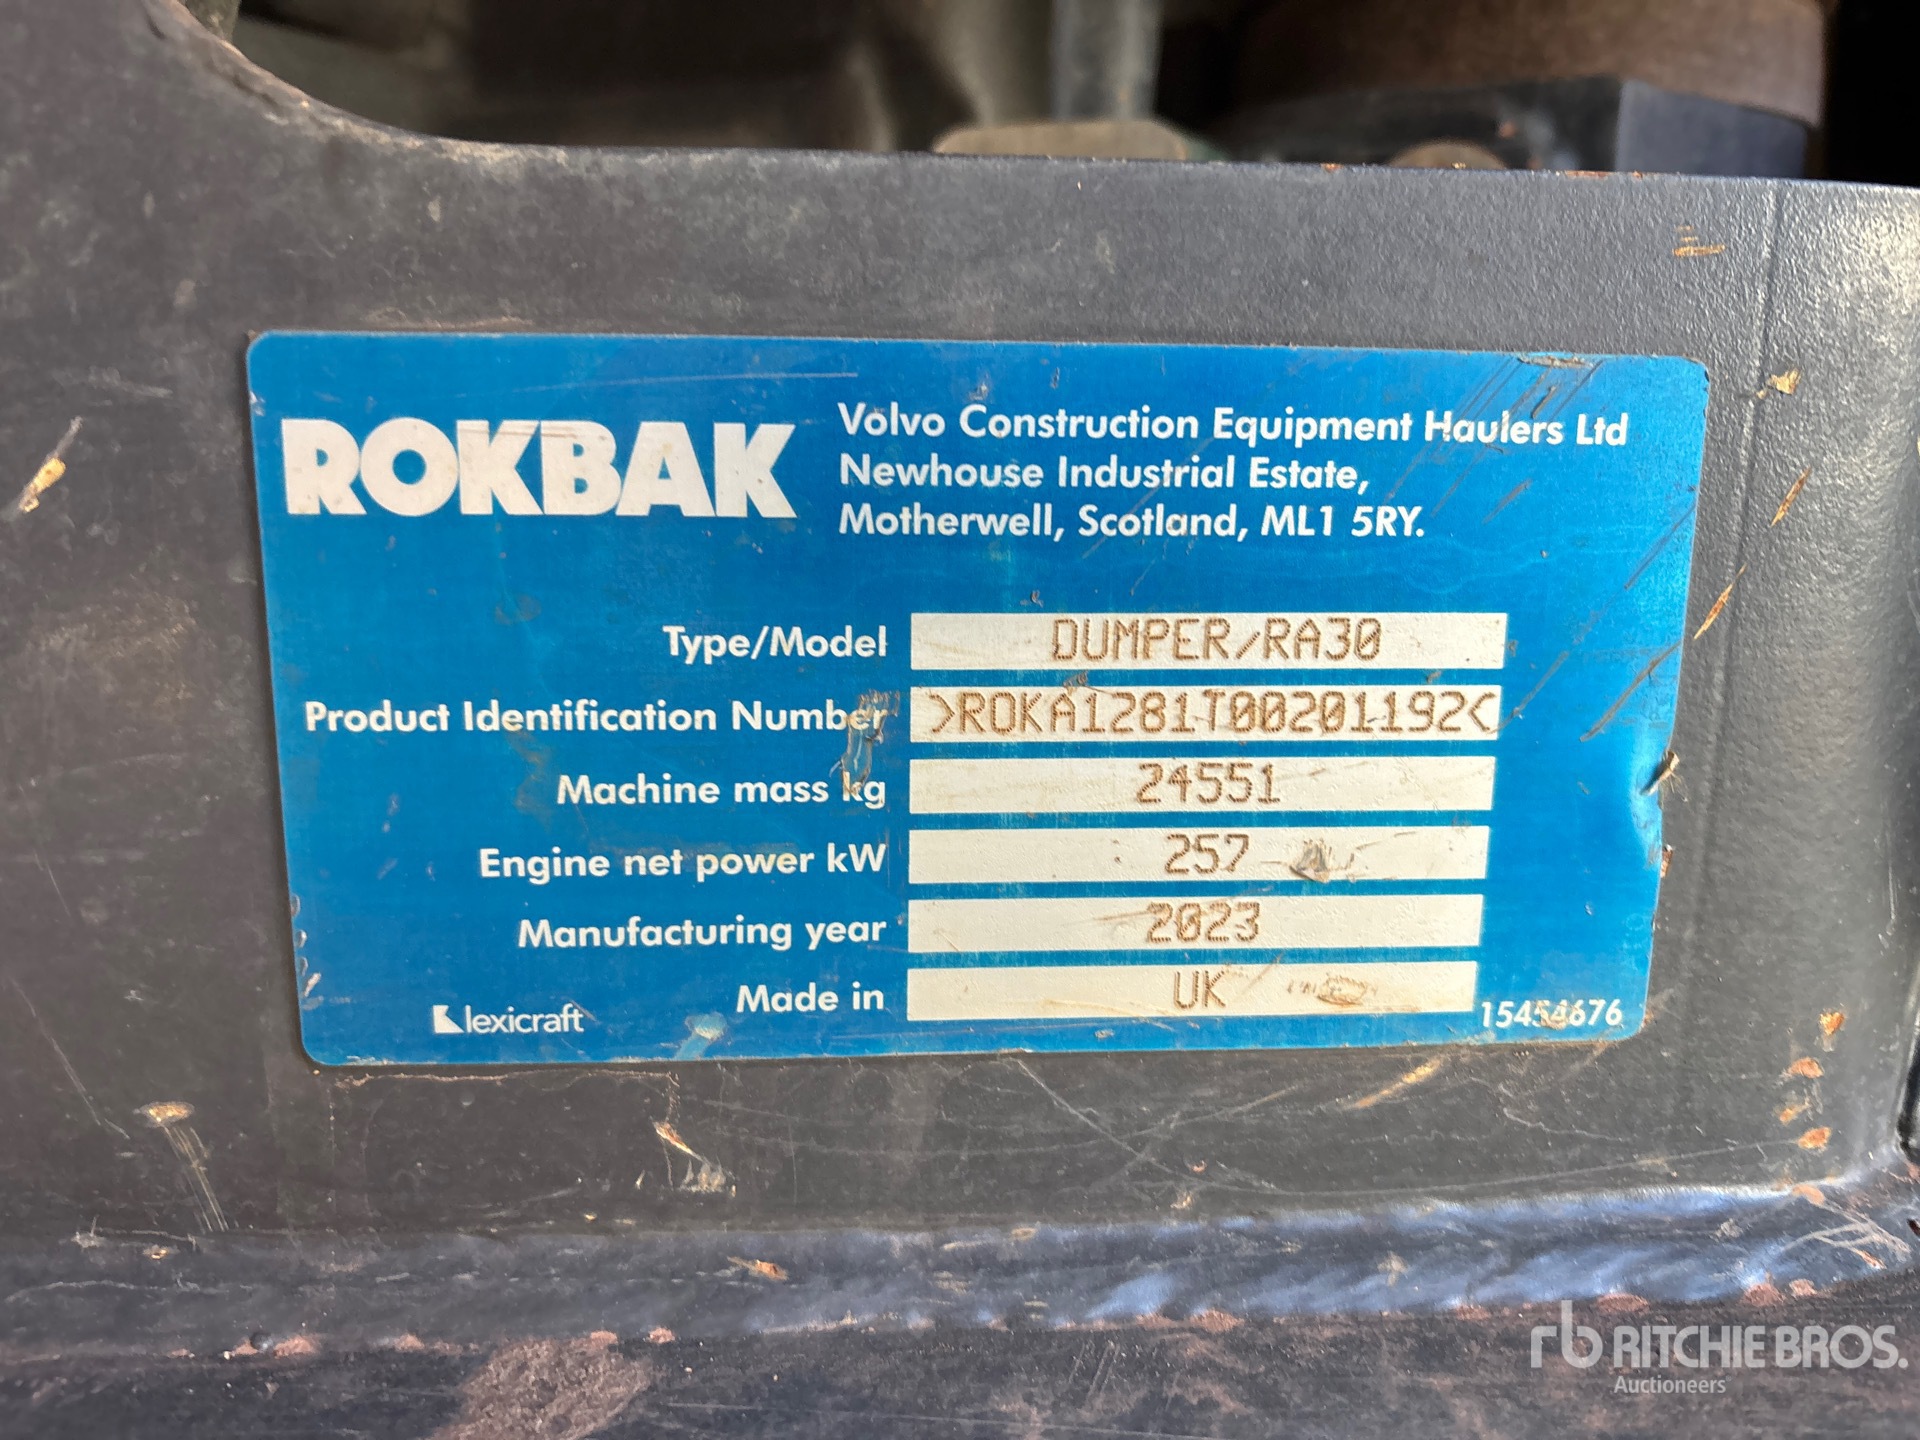 ROKBAK
Volvo Construction Equipment Haulers Ltd
Newhouse Industrial Estate,
Motherwell, Scotland, ML1 5RY.
Type/Model DUMPER/RA30
Product Identification Number >ROKA1281T00201192<
Machine mass kg 24551
Engine net power kW 257
Manufacturing year 2023
Made in UK
lexicraft
15454676
rb RITCHIE BROS.
Auctioneers